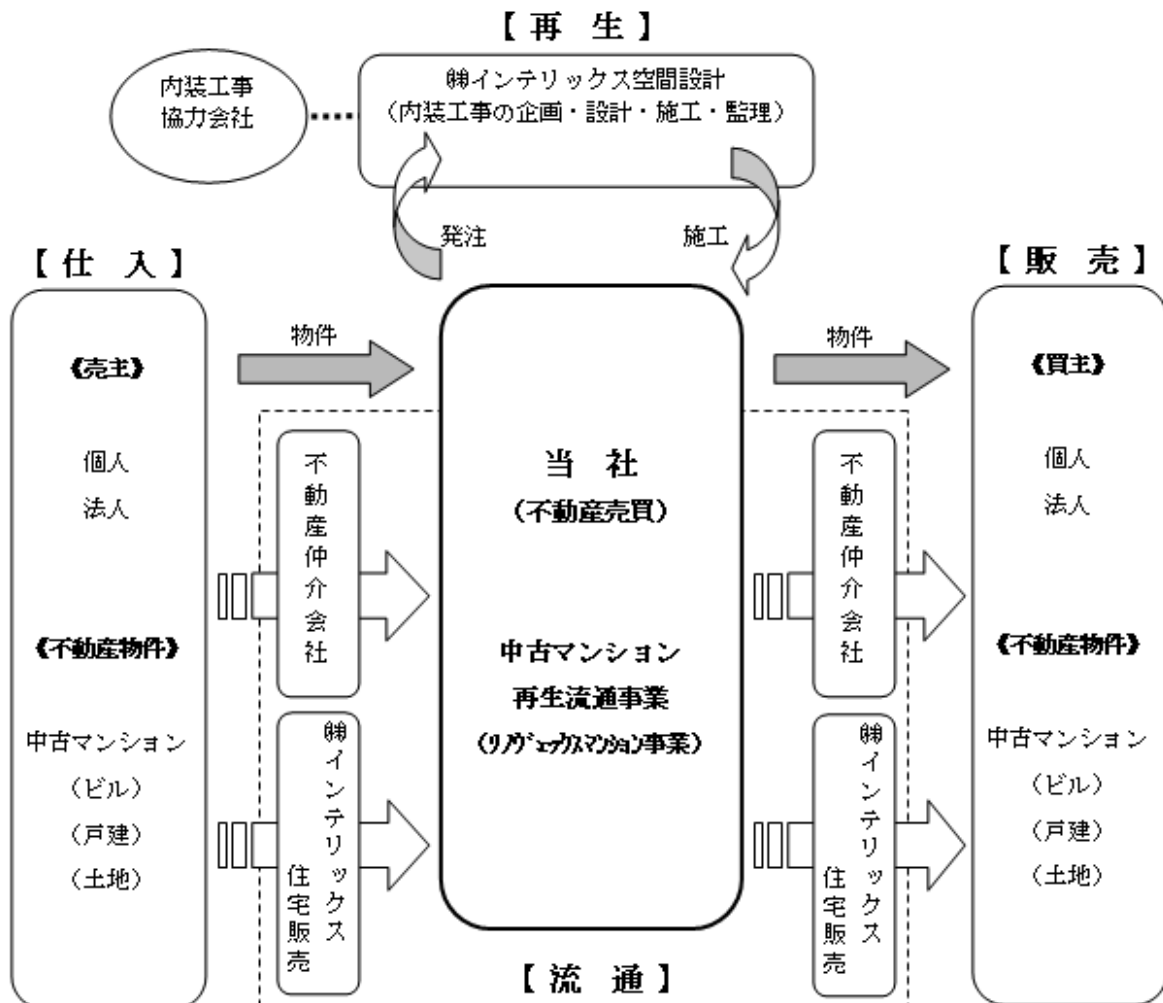 【再 生】
㈱インテリックス空間設計
（内装工事の企画・設計・施工・監理）
内装工事
協力会社
発注
施工
【仕 入】
《売主》
個人
法人
《不動産物件》
中古マンション
（ビル）
（戸建）
（土地）
物件
不動産仲介会社
㈱インテリックス
住宅販売
当 社
（不動産売買）
中古マンション
再生流通事業
（リノヴェックスマンション事業）
【流 通】
物件
不動産仲介会社
㈱インテリックス
住宅販売
【販 売】
《買主》
個人
法人
《不動産物件》
中古マンション
（ビル）
（戸建）
（土地）